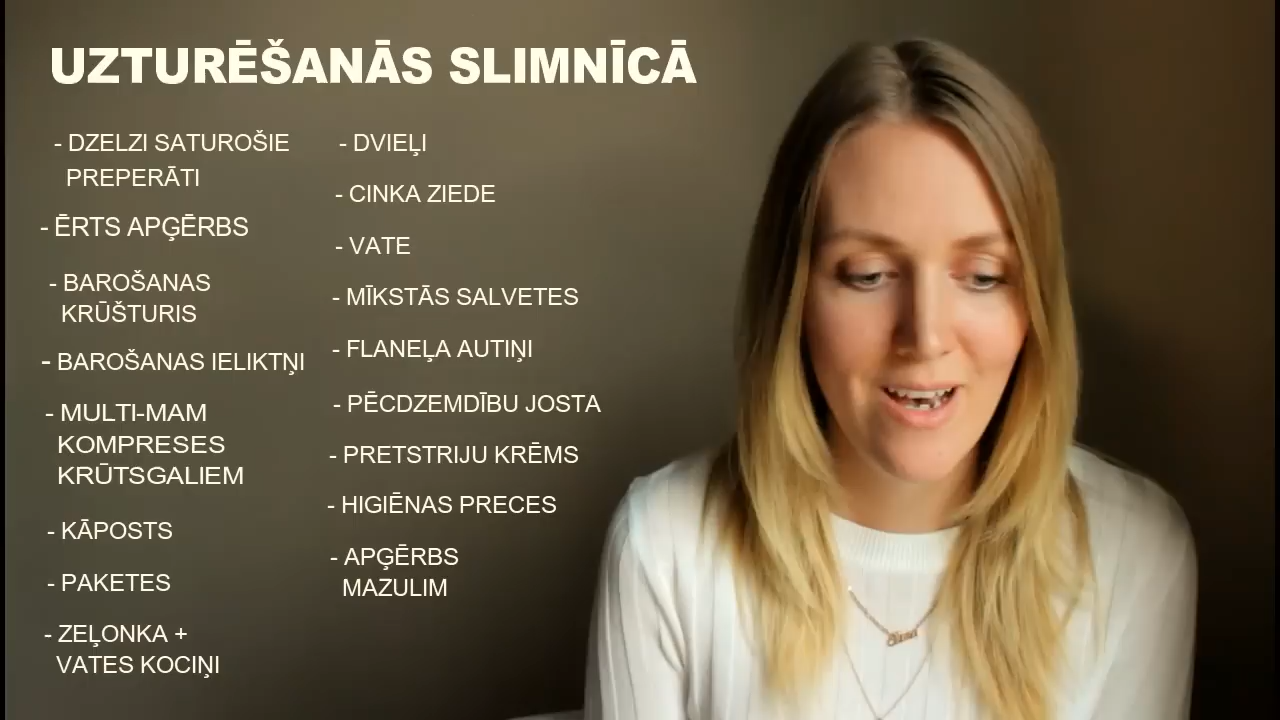 UZTURĒŠANĀS SLIMNĪCĀ
- DZELZI SATUROŠIE
PREPERĀTI
- ĒRTS APĢĒRBS
- BAROŠANAS
KRŪŠTURIS
- BAROŠANAS IELIKTŅI
- MULTI-MAM
KOMPRESES
KRŪTSGALIEM
- KĀPOSTS
- PAKETES
- ZEĻONKA +
VATES KOCIŅI
- DVIEĻI
- CINKA ZIEDE
- VATE
- MĪKSTĀS SALVETES
- FLANEĻA AUTIŅI
- PĒCDZEMDĪBU JOSTA
- PRETSTRIJU KRĒMS
- HIGIĒNAS PRECES
- APĢĒRBS
MAZULIM